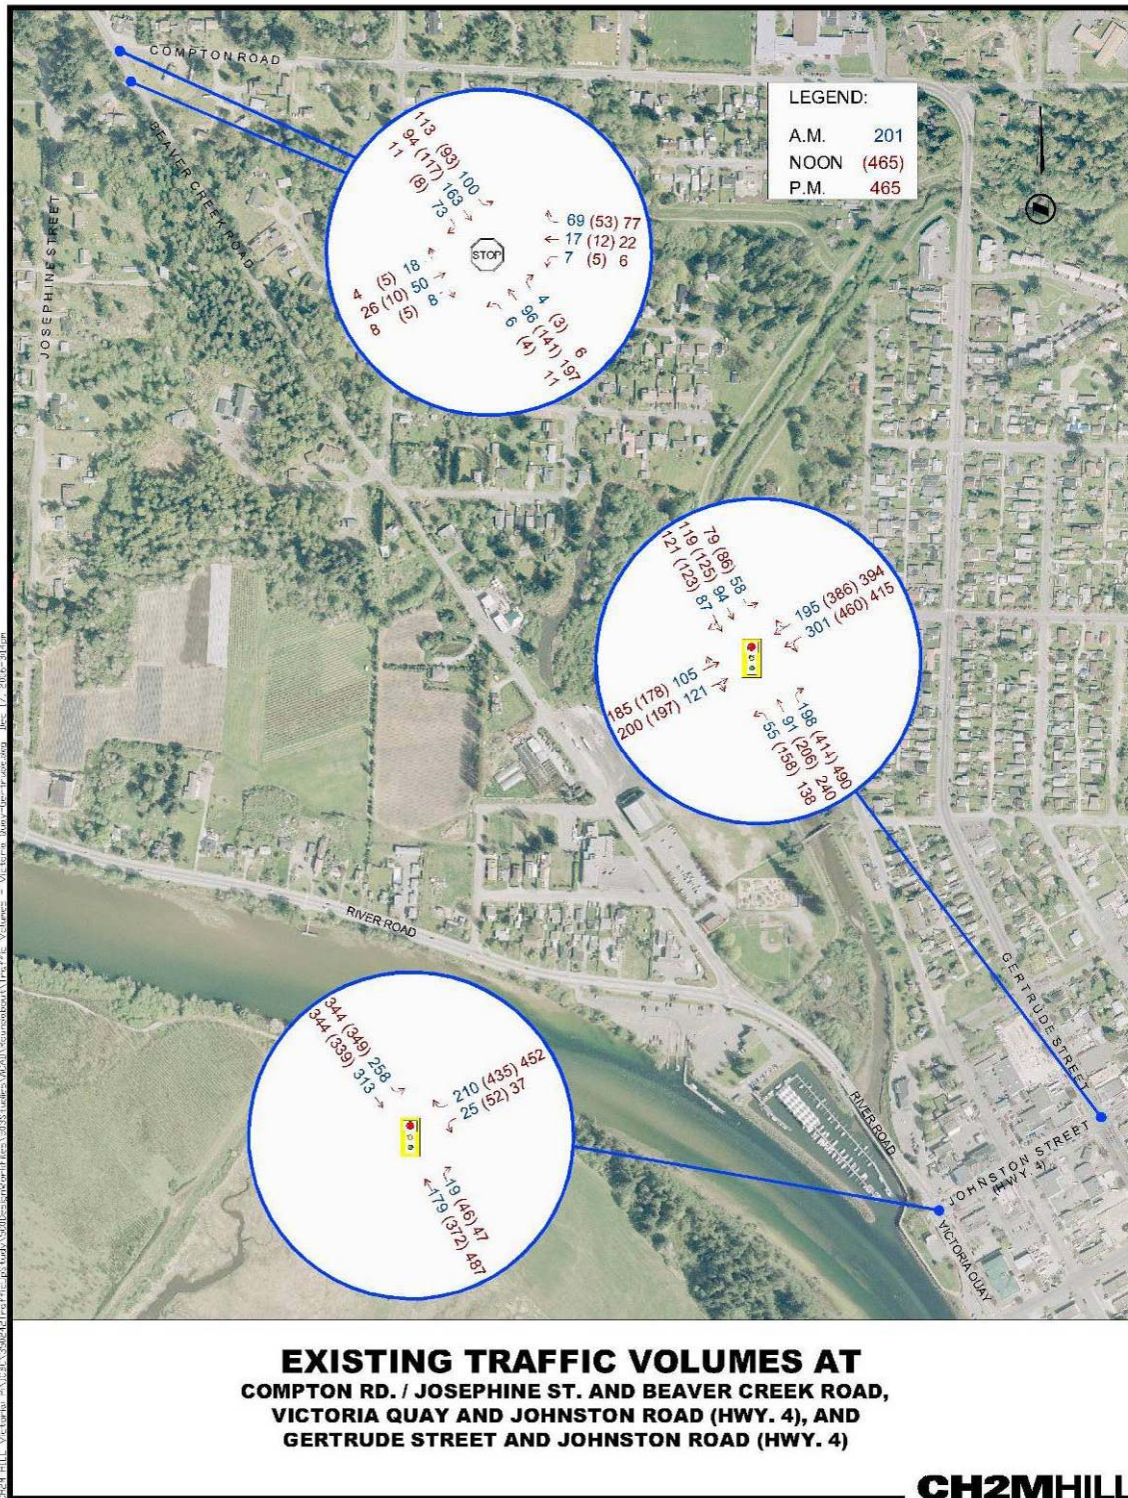 COMPTON ROAD
BEAVER CREEK ROAD
JOSEPHINE STREET
LEGEND:
A.M. 201
NOON (465)
P.M. 465
113 (93) 100
94 (117) 163
11 (8) 73
69 (53) 77
17 (12) 22
7 (5) 6
STOP
4 (5) 18
26 (10) 50
8 (5) 8
4 (3) 6
96 (141) 197
6 (4) 11
79 (86) 58
119 (125) 94
121 (123) 87
195 (386) 394
301 (460) 415
185 (178) 105
200 (197) 121
198 (414) 490
91 (206) 240
55 (158) 138
RIVER ROAD
GERTRUDE STREET
344 (349) 258
344 (339) 313
210 (435) 452
25 (52) 37
19 (46) 47
179 (372) 487
RIVER ROAD
JOHNSTON STREET
(HWY. 4)
VICTORIA QUAY
EXISTING TRAFFIC VOLUMES AT
COMPTON RD. / JOSEPHINE ST. AND BEAVER CREEK ROAD,
VICTORIA QUAY AND JOHNSTON ROAD (HWY. 4), AND
GERTRUDE STREET AND JOHNSTON ROAD (HWY. 4)
CH2MHILL